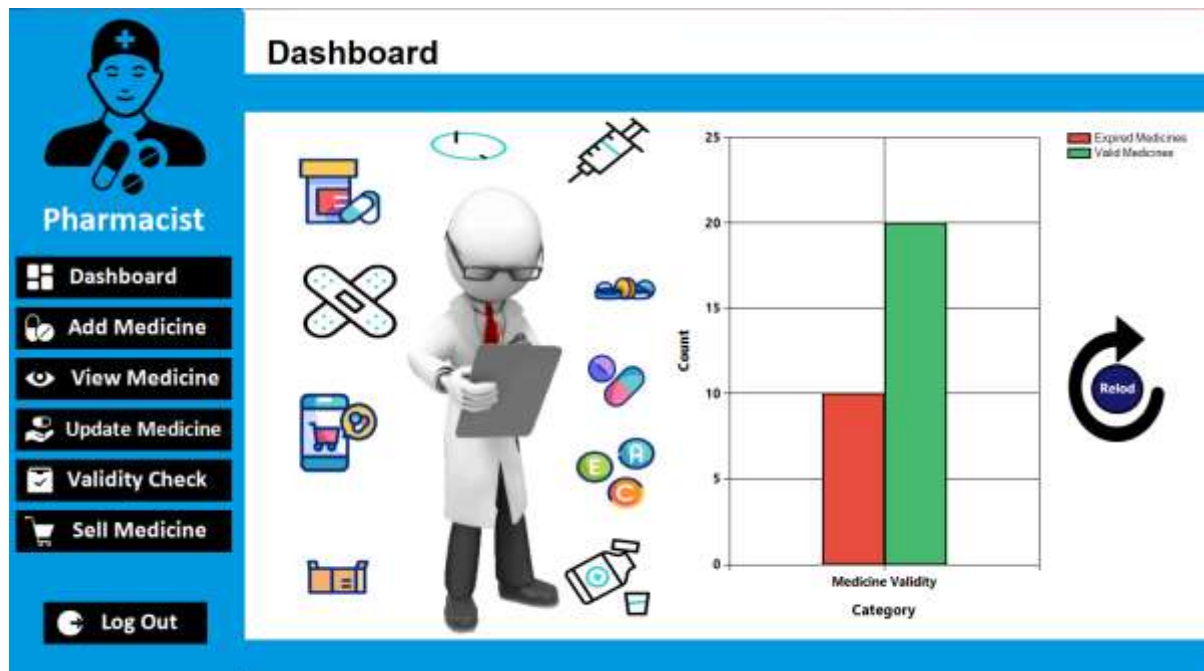 Dashboard
Pharmacist
Dashboard
Add Medicine
View Medicine
Update Medicine
Validity Check
Sell Medicine
Log Out
E
A
C
25
20
15
10
5
0
Count
Medicine Validity
Category
Expired Medicines
Valid Medicines
Relod